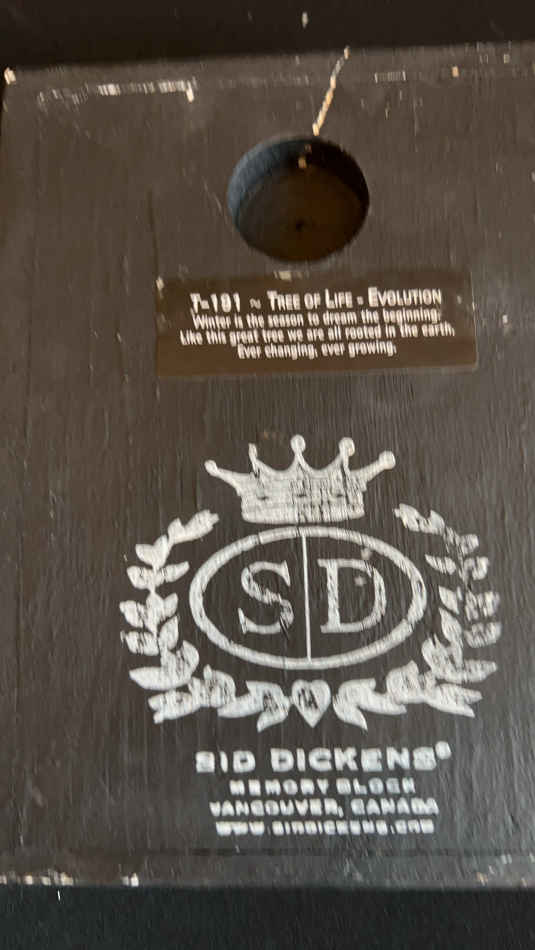 T-191 ~ TREE OF LIFE - EVOLUTION
Winter is the season to dream the beginning.
Like this great tree we are all rooted in the earth,
Ever changing, ever growing.
S D
SID DICKENS®
MEMORY BLOCK
VANCOUVER, CANADA
WWW.SIDDICKENS.COM